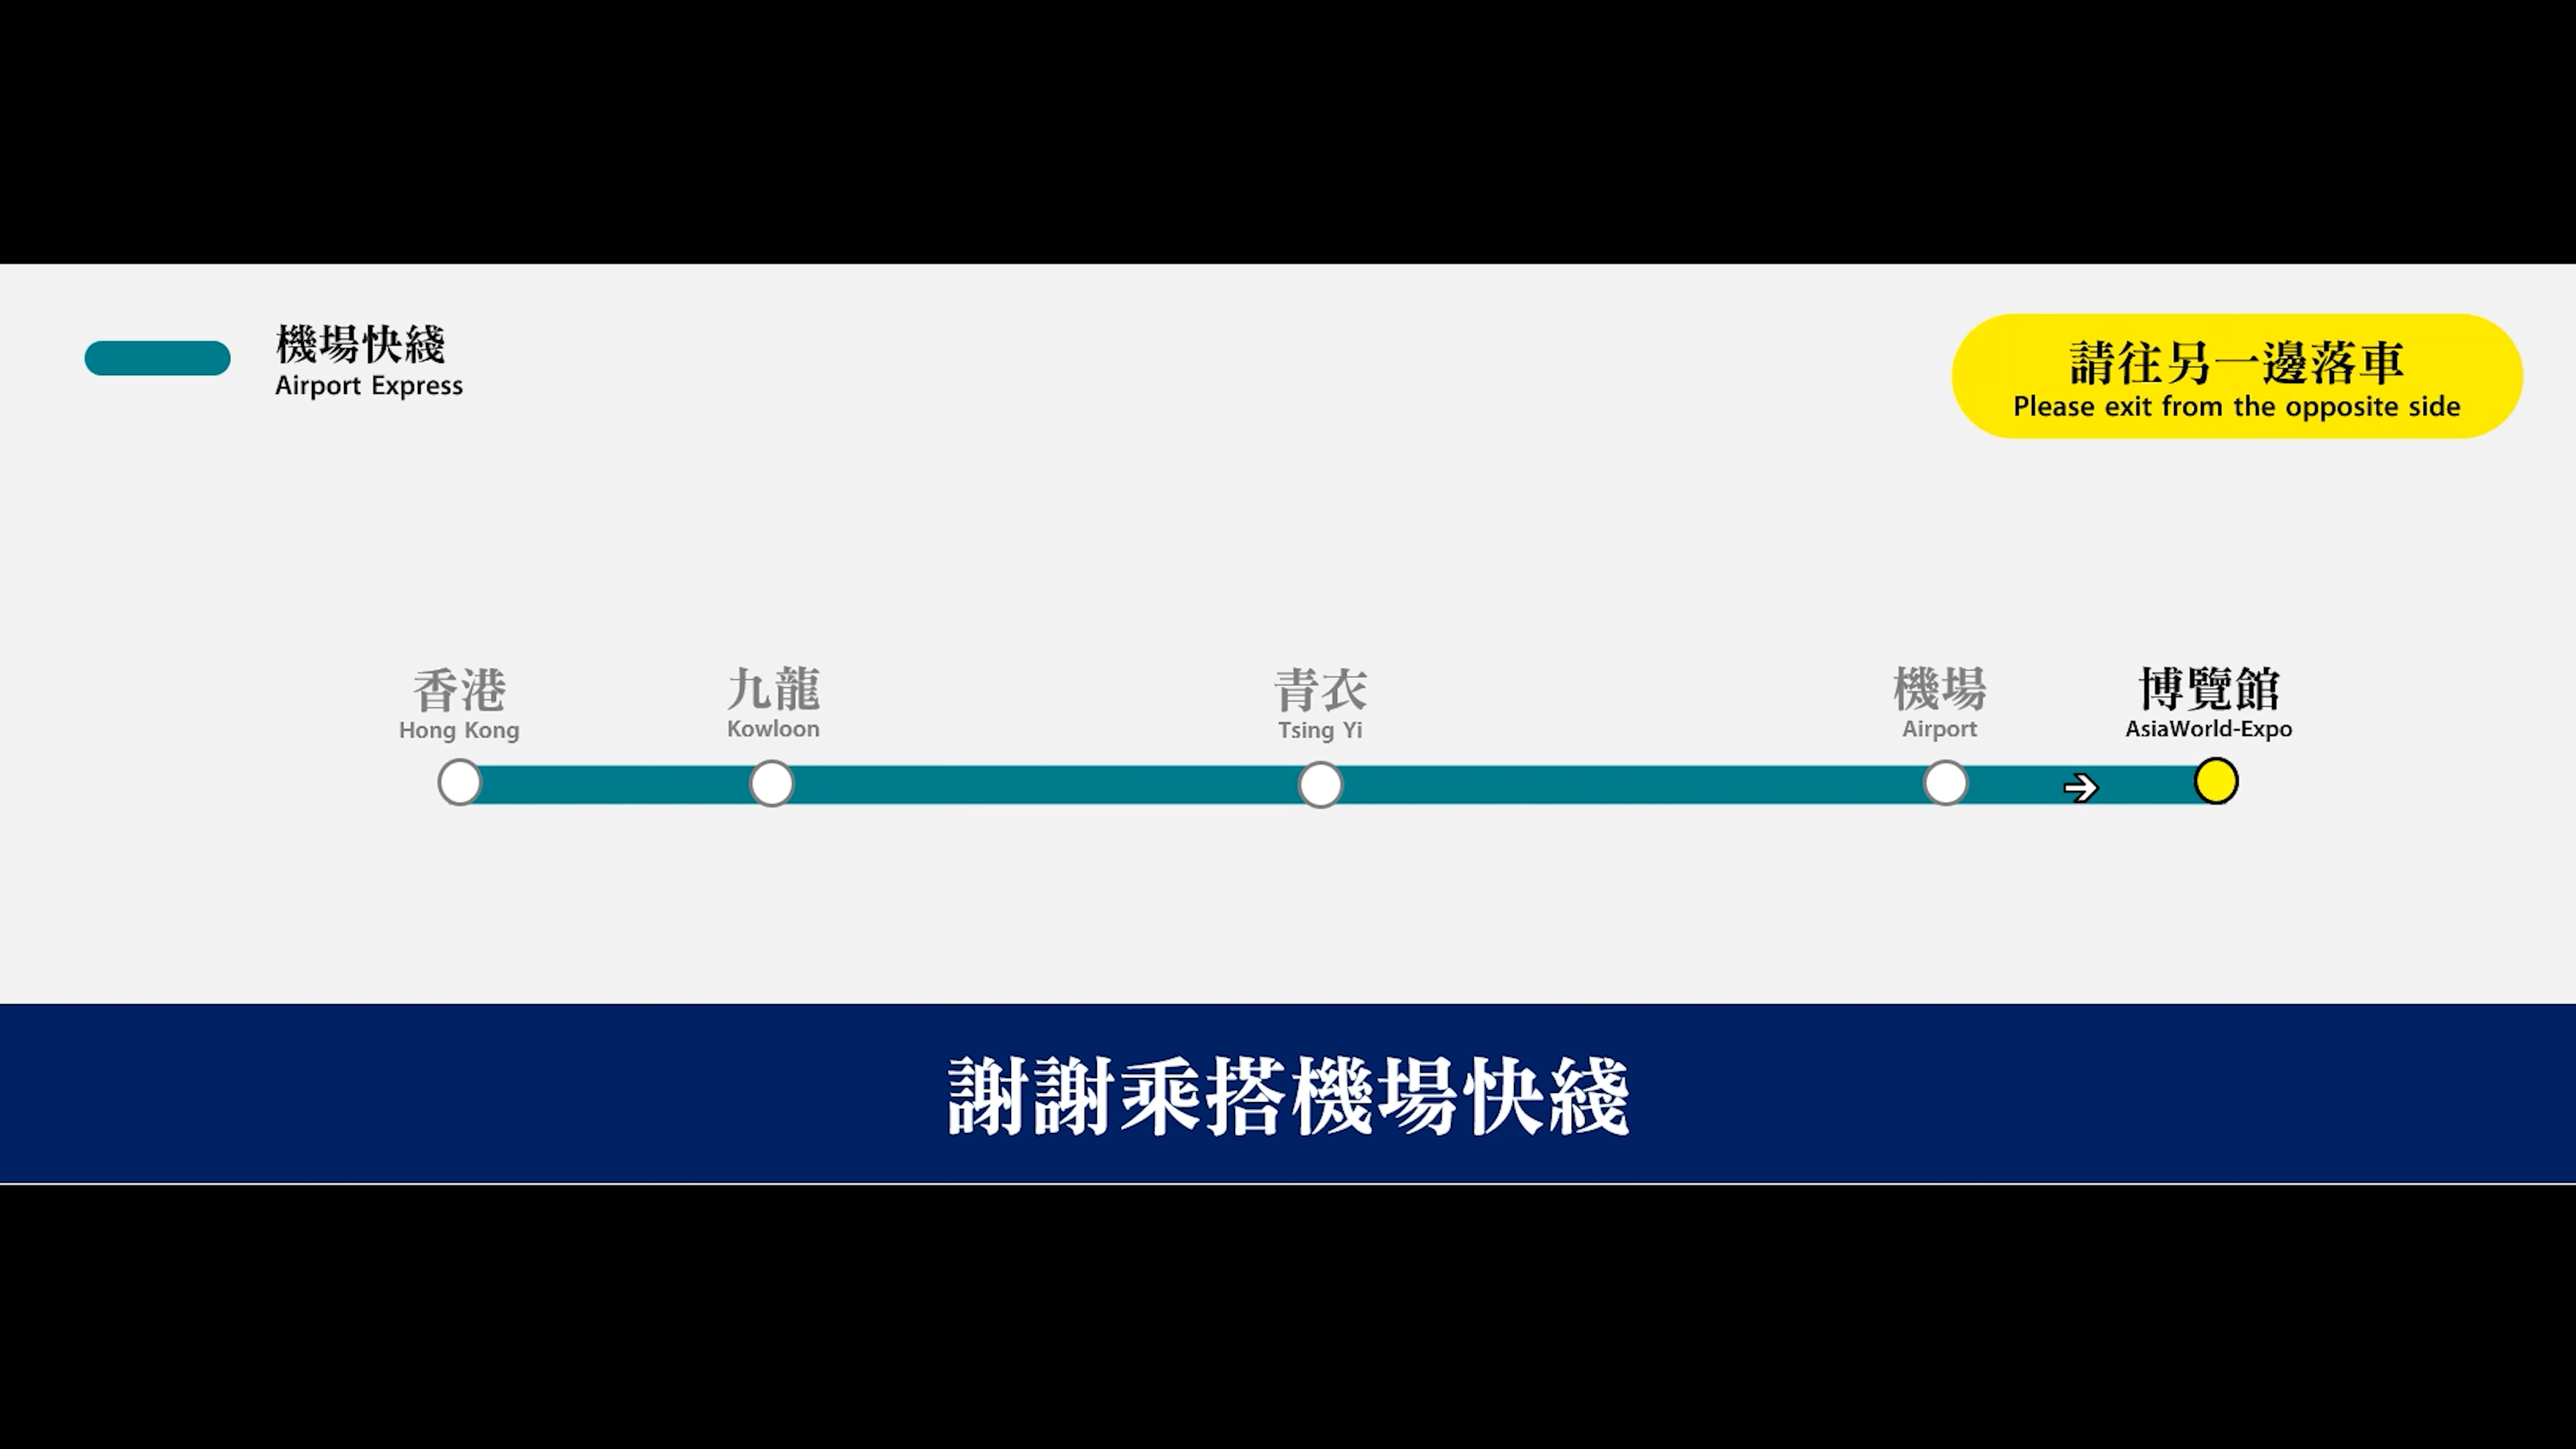 機場快綫
Airport Express
請往另一邊落車
Please exit from the opposite side
香港
Hong Kong
九龍
Kowloon
青衣
Tsing Yi
機場
Airport
博覽館
AsiaWorld-Expo
謝謝乘搭機場快綫